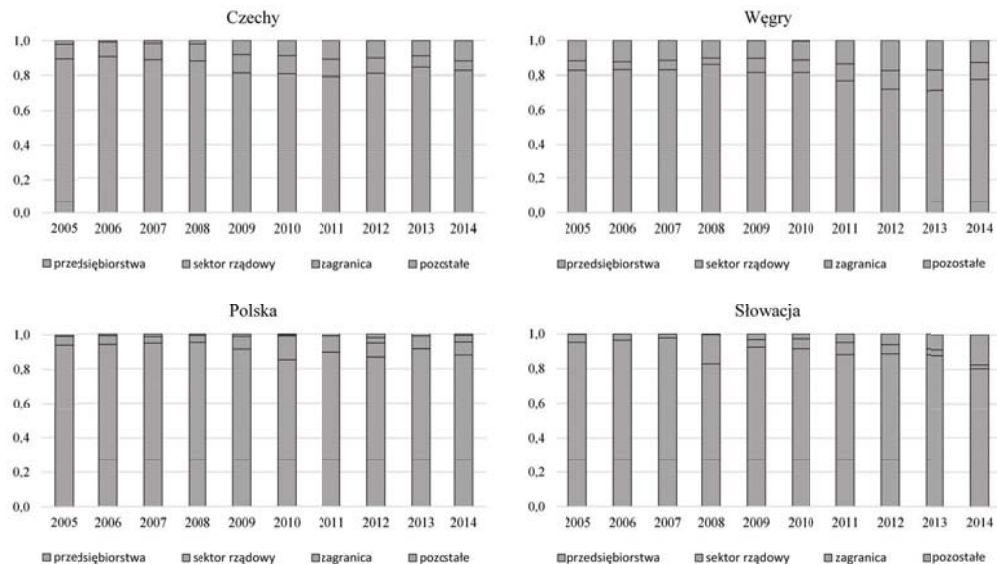 Czechy
1,0
0,8
0,6
0,4
0,2
0,0
2005 2006 2007 2008 2009 2010 2011 2012 2013 2014
przedsiębiorstwa sektor rządowy zagranica pozostałe
Węgry
1,0
0,8
0,6
0,4
0,2
0,0
2005 2006 2007 2008 2009 2010 2011 2012 2013 2014
przedsiębiorstwa sektor rządowy zagranica pozostałe
Polska
1,0
0,8
0,6
0,4
0,2
0,0
2005 2006 2007 2008 2009 2010 2011 2012 2013 2014
przedsiębiorstwa sektor rządowy zagranica pozostałe
Słowacja
1,0
0,8
0,6
0,4
0,2
0,0
2005 2006 2007 2008 2009 2010 2011 2012 2013 2014
przedsiębiorstwa sektor rządowy zagranica pozostałe